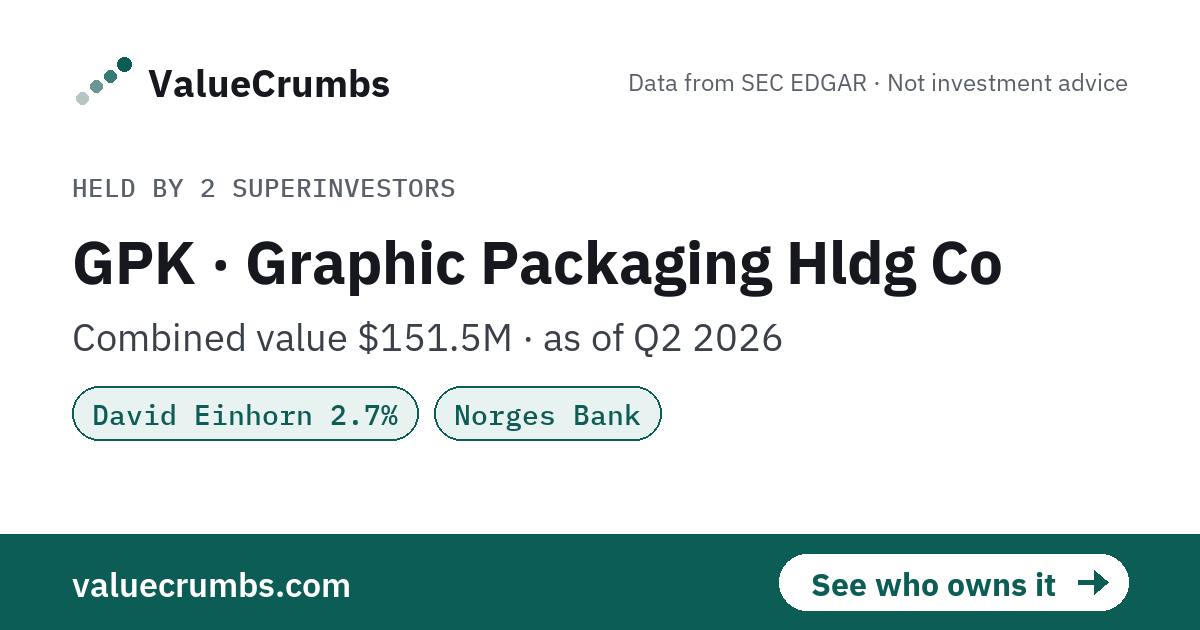 ValueCrumbs
Data from SEC EDGAR · Not investment advice
HELD BY 2 SUPERINVESTORS
GPK · Graphic Packaging Hldg Co
Combined value $151.5M · as of Q2 2026
David Einhorn 2.7%
Norges Bank
valuecrumbs.com
See who owns it →